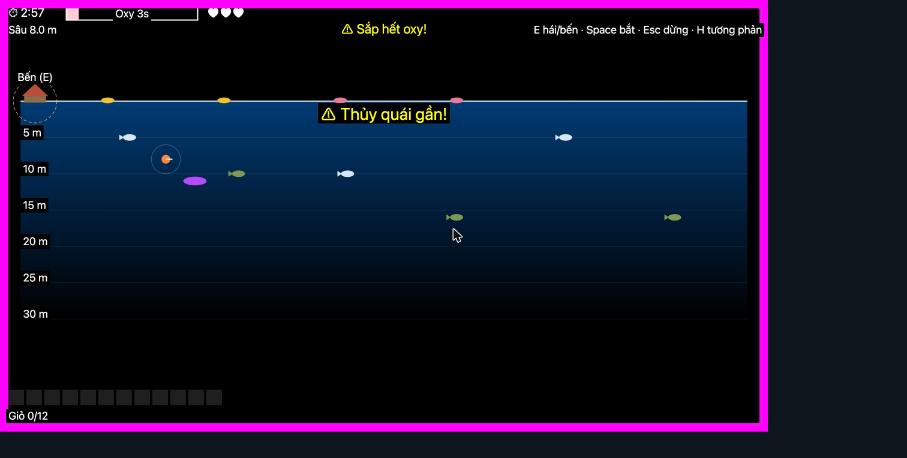 ⏱ 2:57
Oxy 3s
Sâu 8.0 m
⚠ Sắp hết oxy!
E hái/bến · Space bắt · Esc dừng · H tương phản
Bến (E)
⚠ Thủy quái gần!
5 m
10 m
15 m
20 m
25 m
30 m
Giỏ 0/12